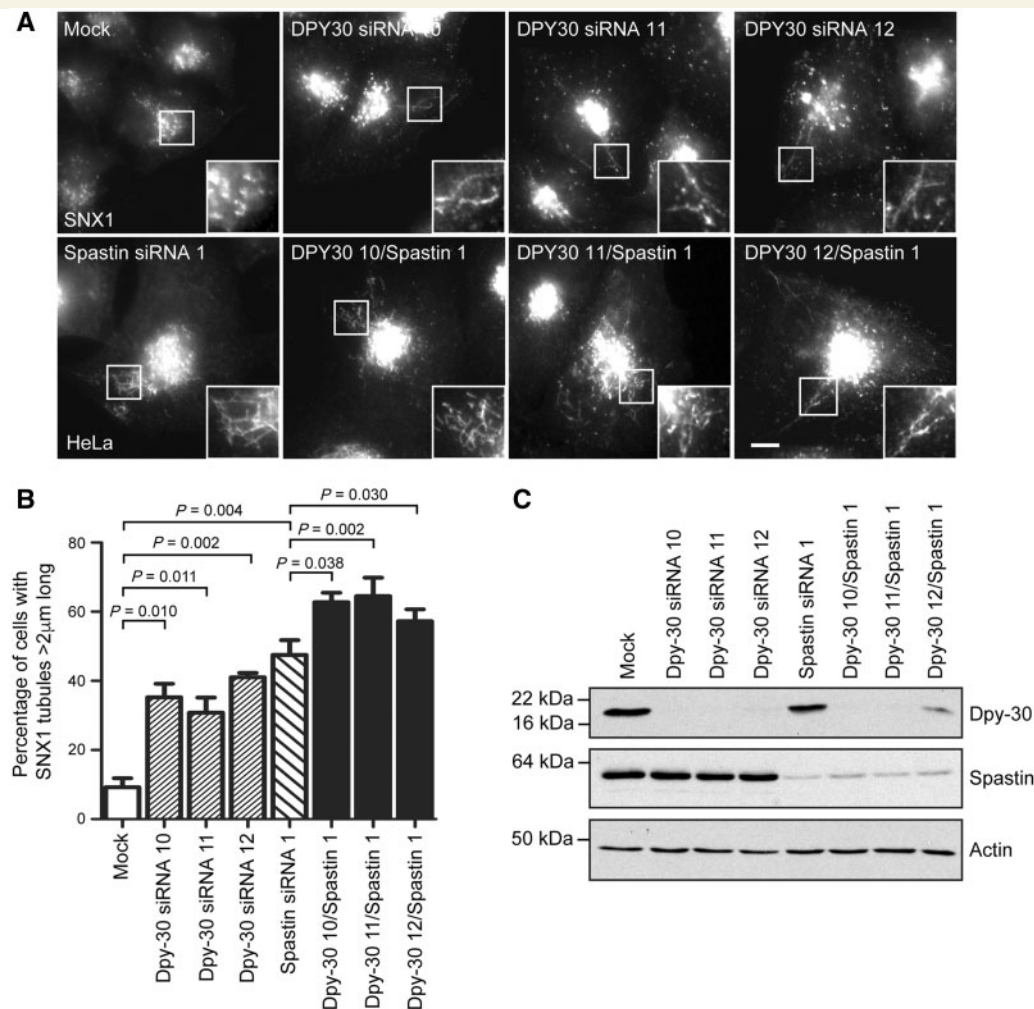 A
Mock
DPY30 siRNA 10
DPY30 siRNA 11
DPY30 siRNA 12
SNX1
Spastin siRNA 1
DPY30 10/Spastin 1
DPY30 11/Spastin 1
DPY30 12/Spastin 1
HeLa
B
Percentage of cells with
SNX1 tubules >2μm long
80
60
40
20
0
P = 0.030
P = 0.004
P = 0.002
P = 0.002
P = 0.038
P = 0.011
P = 0.010
Mock
Dpy-30 siRNA 10
Dpy-30 siRNA 11
Dpy-30 siRNA 12
Spastin siRNA 1
Dpy-30 10/Spastin 1
Dpy-30 11/Spastin 1
Dpy-30 12/Spastin 1
C
Mock
Dpy-30 siRNA 10
Dpy-30 siRNA 11
Dpy-30 siRNA 12
Spastin siRNA 1
Dpy-30 10/Spastin 1
Dpy-30 11/Spastin 1
Dpy-30 12/Spastin 1
22 kDa
16 kDa
Dpy-30
64 kDa
Spastin
50 kDa
Actin